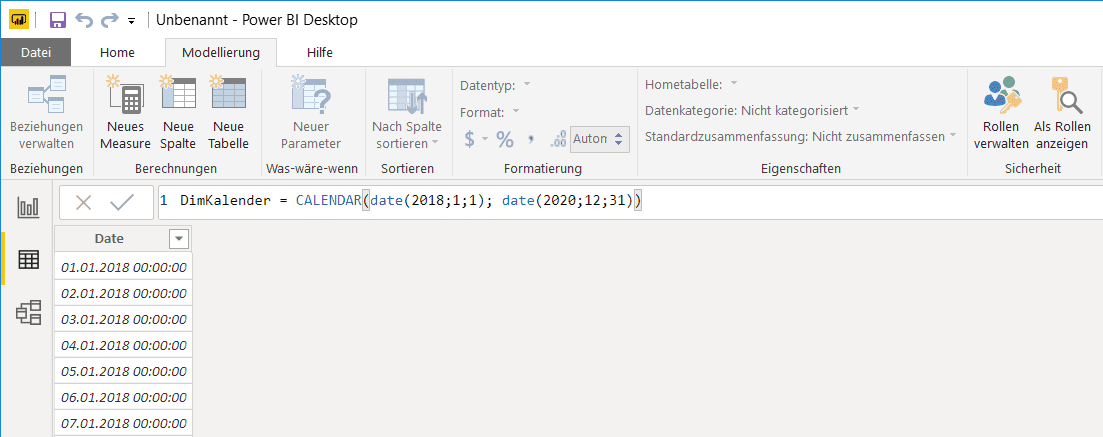 Unbenannt - Power BI Desktop
Datei Home Modellierung Hilfe
Beziehungen verwalten
Neues Measure
Neue Spalte
Neue Tabelle
Neuer Parameter
Nach Spalte sortieren
Datentyp:
Format:
$ % , .00 Auton
Hometabelle:
Datenkategorie: Nicht kategorisiert
Standardzusammenfassung: Nicht zusammenfassen
Rollen verwalten
Als Rollen anzeigen
Beziehungen Berechnungen Was-wäre-wenn Sortieren Formatierung Eigenschaften Sicherheit
1 DimKalender = CALENDAR(date(2018;1;1); date(2020;12;31))
Date
01.01.2018 00:00:00
02.01.2018 00:00:00
03.01.2018 00:00:00
04.01.2018 00:00:00
05.01.2018 00:00:00
06.01.2018 00:00:00
07.01.2018 00:00:00